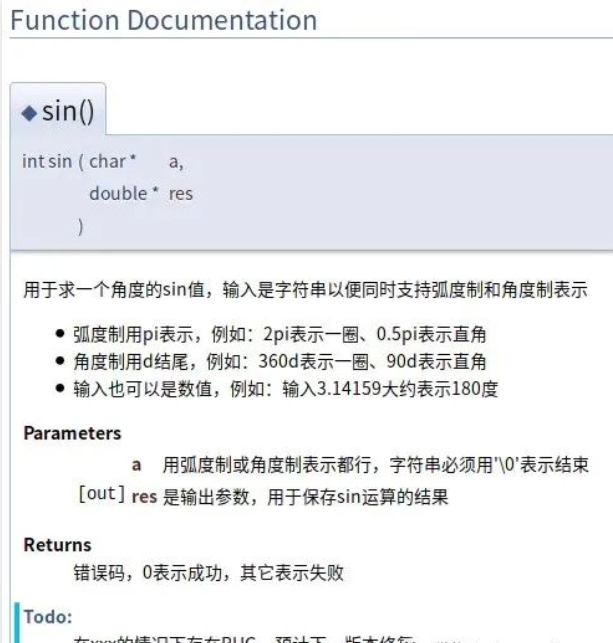 Function Documentation
◆ sin()
int sin ( char * a,
double * res
)
用于求一个角度的sin值，输入是字符串以便同时支持弧度制和角度制表示
● 弧度制用pi表示，例如：2pi表示一圈、0.5pi表示直角
● 角度制用d结尾，例如：360d表示一圈、90d表示直角
● 输入也可以是数值，例如：输入3.14159大约表示180度
Parameters
a 用弧度制或角度制表示都行，字符串必须用'\0'表示结束
[out] res 是输出参数，用于保存sin运算的结果
Returns
错误码，0表示成功，其它表示失败
Todo:
在xxx的情况下存在BUG，预计下一版本修复